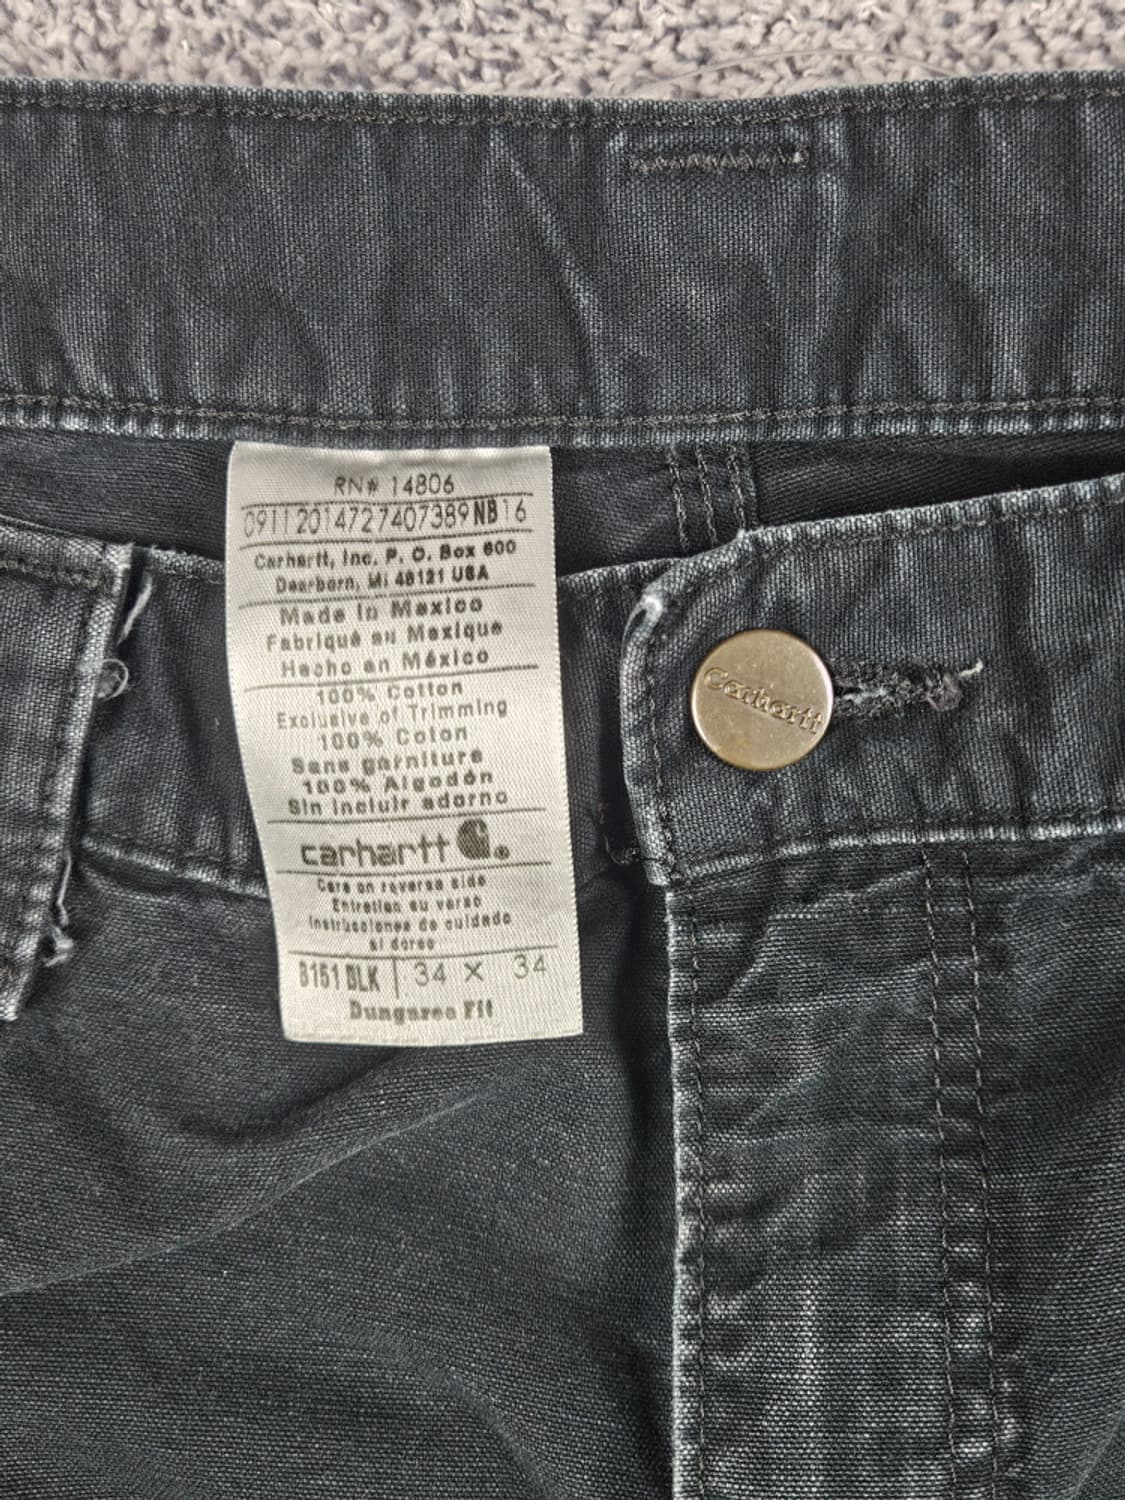 RN# 14806
09112014727407389NB16
Carhartt, Inc. P. O. Box 600
Dearborn, MI 48121 USA
Made in Mexico
Fabriqué au Mexique
Hecho en México
100% Cotton
Exclusive of Trimming
100% Coton
Sans garniture
100% Algodón
Sin incluir adorno
carhartt ®
Care on reverse side
Entretien au verso
Instrucciones de cuidado
al dorso
B151 BLK | 34 X 34
Dungaree Fit
Carhartt